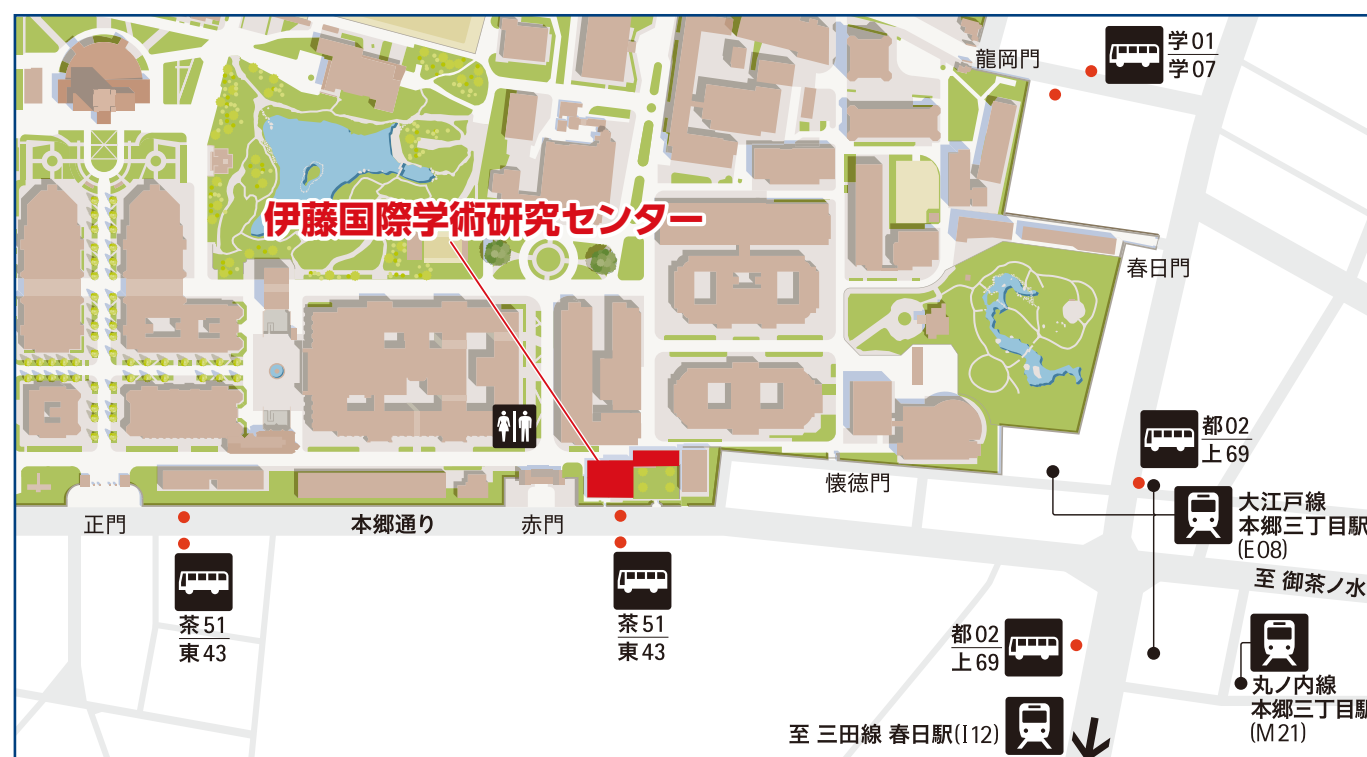 学01
学07
龍岡門
伊藤国際学術研究センター
春日門
都02
上69
懐徳門
大江戸線
本郷三丁目駅
(E08)
正門
本郷通り
赤門
至 御茶ノ水
茶51
東43
茶51
東43
都02
上69
丸ノ内線
本郷三丁目駅
(M21)
至 三田線 春日駅(I12)